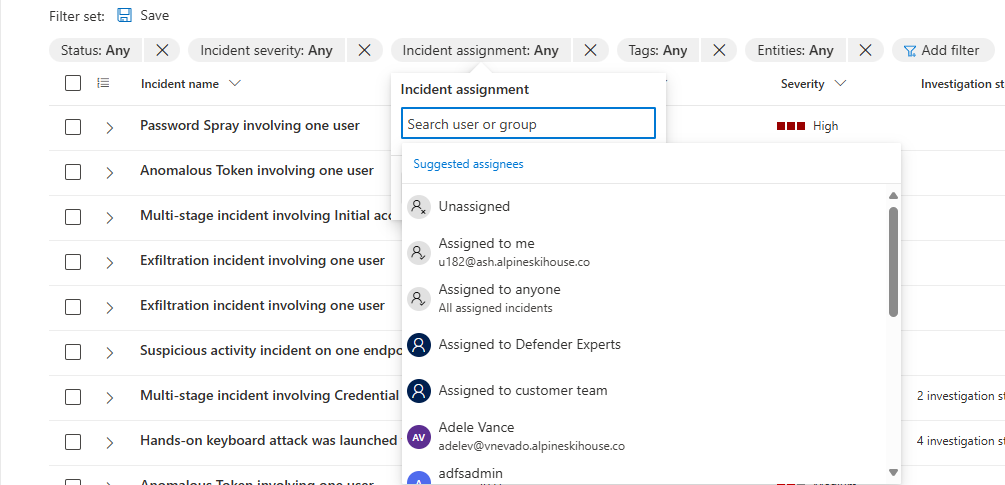 Filter set: Save
Status: Any Incident severity: Any Incident assignment: Any Tags: Any Entities: Any Add filter
Incident name Severity Investigation st
Incident assignment
Search user or group
Suggested assignees
Unassigned
Assigned to me
u182@ash.alpineskihouse.co
Assigned to anyone
All assigned incidents
Assigned to Defender Experts
Assigned to customer team
AV Adele Vance
adelev@vnevado.alpineskihouse.co
adfsadmin
Password Spray involving one user High
Anomalous Token involving one user
Multi-stage incident involving Initial acc
Exfiltration incident involving one user
Exfiltration incident involving one user
Suspicious activity incident on one endpo
Multi-stage incident involving Credential 2 investigation st
Hands-on keyboard attack was launched 4 investigation st
Anomalous Token involving one user Medium